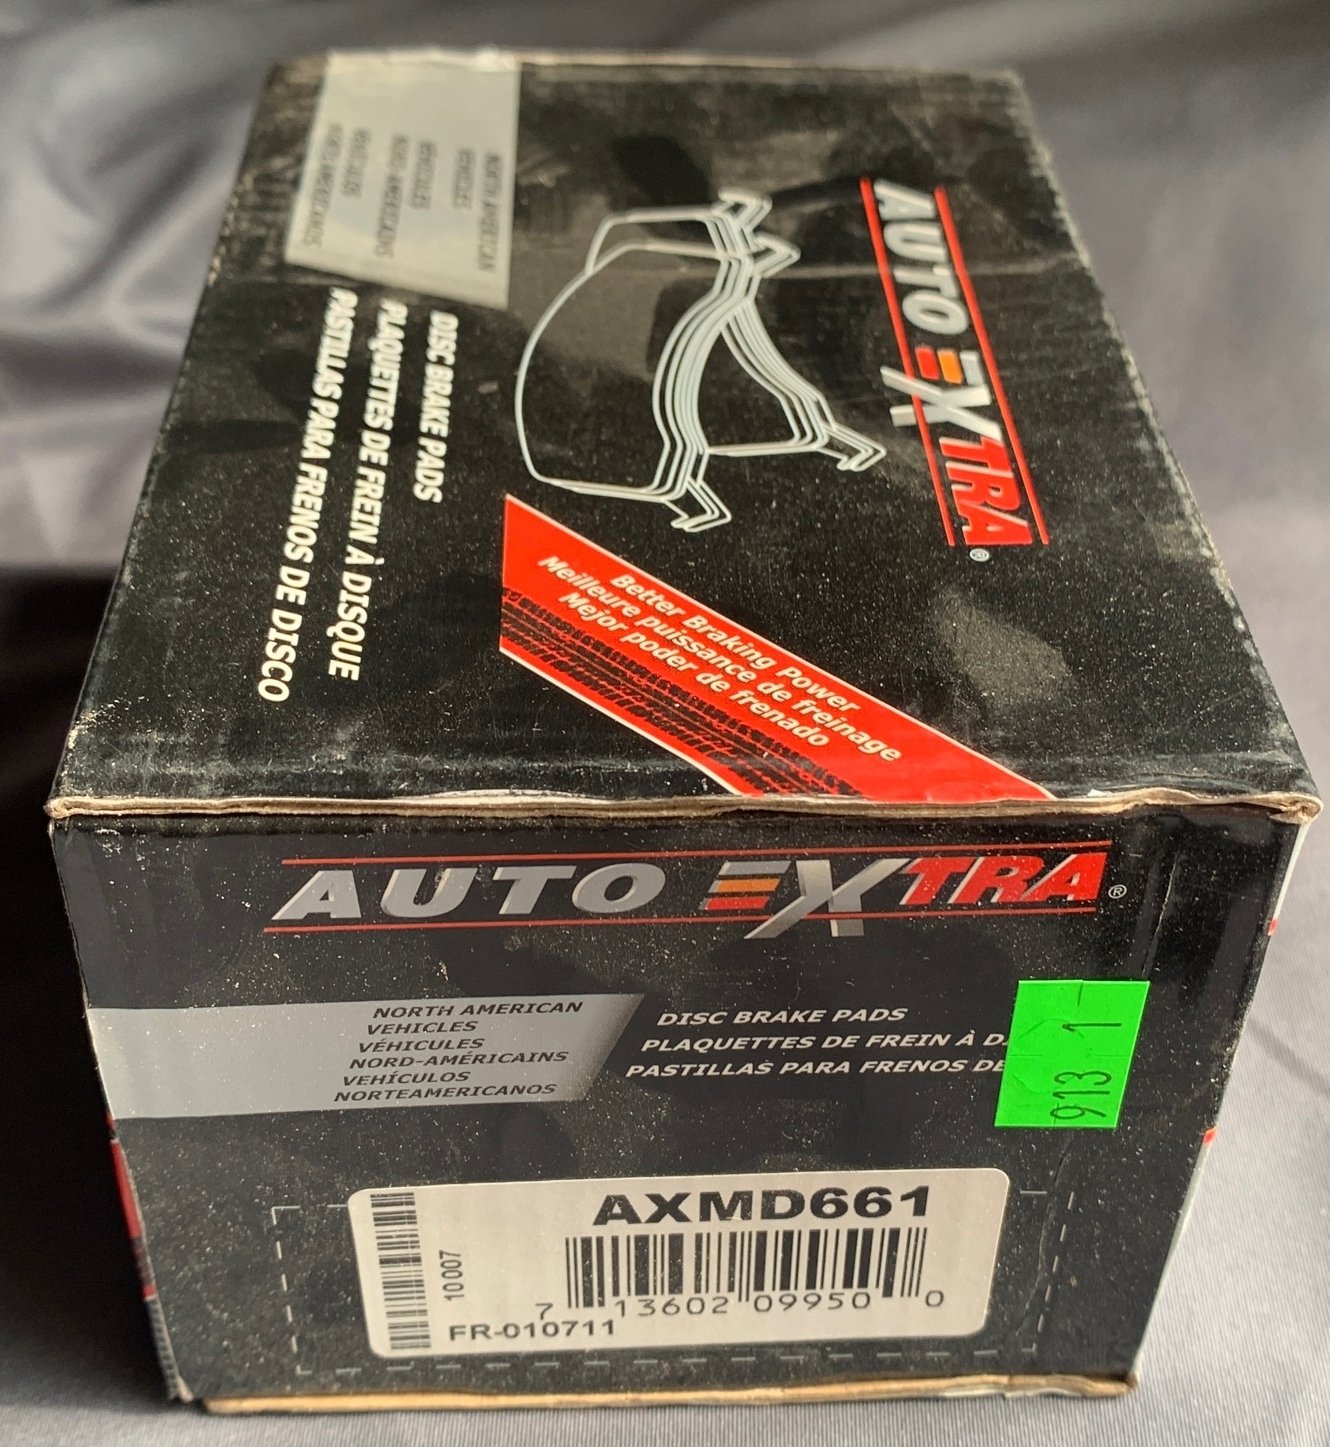 NORTH AMERICAN
VEHICLES
VÉHICULES
NORD-AMÉRICAINS
VEHÍCULOS
NORTEAMERICANOS
DISC BRAKE PADS
PLAQUETTES DE FREIN À DISQUE
PASTILLAS PARA FRENOS DE DISCO
AUTO EXTRA®
Better Braking Power
Meilleure puissance de freinage
Mejor poder de frenado
AUTO EXTRA®
NORTH AMERICAN
VEHICLES
VÉHICULES
NORD-AMÉRICAINS
VEHÍCULOS
NORTEAMERICANOS
DISC BRAKE PADS
PLAQUETTES DE FREIN À D
PASTILLAS PARA FRENOS DE
913 1
AXMD661
10007
7 13602 09950 0
FR-010711